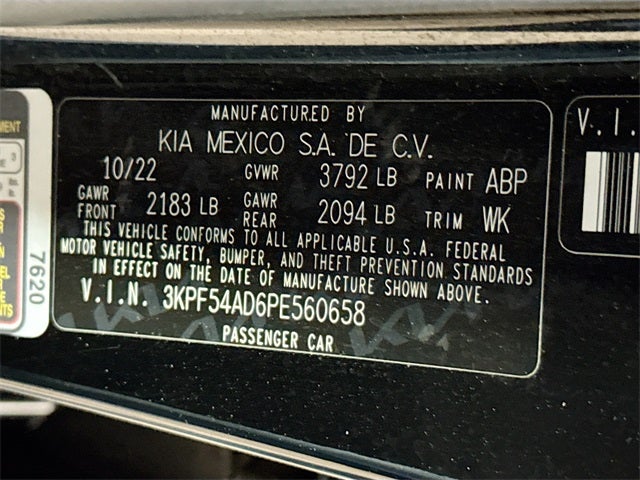 MANUFACTURED BY
KIA MEXICO S.A. DE C.V.
10/22 GVWR 3792 LB PAINT ABP
GAWR FRONT 2183 LB GAWR REAR 2094 LB TRIM WK
THIS VEHICLE CONFORMS TO ALL APPLICABLE U.S.A. FEDERAL
MOTOR VEHICLE SAFETY, BUMPER, AND THEFT PREVENTION STANDARDS
IN EFFECT ON THE DATE OF MANUFACTURE SHOWN ABOVE.
V.I.N. 3KPF54AD6PE560658
PASSENGER CAR
7620
V.I.